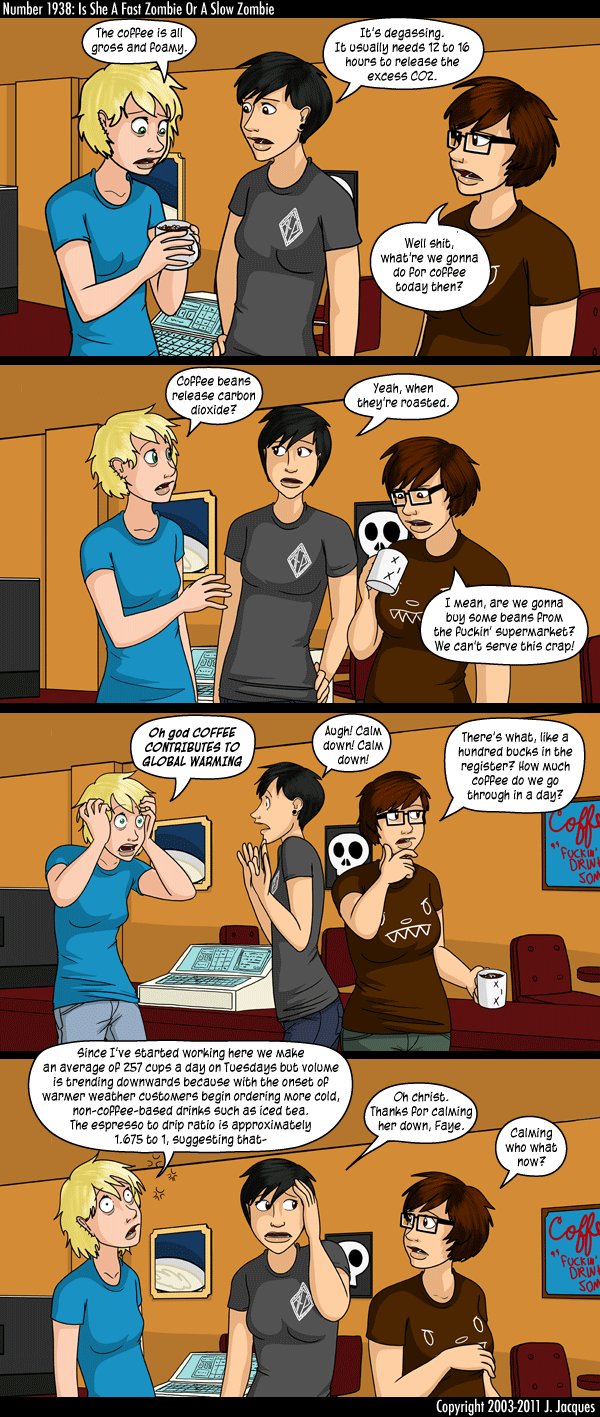 Number 1938: Is She A Fast Zombie Or A Slow Zombie
The coffee is all
gross and foamy.
It's degassing.
It usually needs 12 to 16
hours to release the
excess CO2.
Well shit,
what're we gonna
do for coffee
today then?
Coffee beans
release carbon
dioxide?
Yeah, when
they're roasted.
I mean, are we gonna
buy some beans from
the fuckin' supermarket?
We can't serve this crap!
Oh god COFFEE
CONTRIBUTES TO
GLOBAL WARMING
Augh! Calm
down! Calm
down!
There's what, like a
hundred bucks in the
register? How much
coffee do we go
through in a day?
Coffe
"FUCKIN'
DRINK
SOM
Since I've started working here we make
an average of 257 cups a day on Tuesdays but volume
is trending downwards because with the onset of
warmer weather customers begin ordering more cold,
non-coffee-based drinks such as iced tea.
The espresso to drip ratio is approximately
1.675 to 1, suggesting that-
Oh christ.
Thanks for calming
her down, Faye.
Calming
who what
now?
Coffe
"FUCKIN'
DRINK
SOM
Copyright 2003-2011 J. Jacques